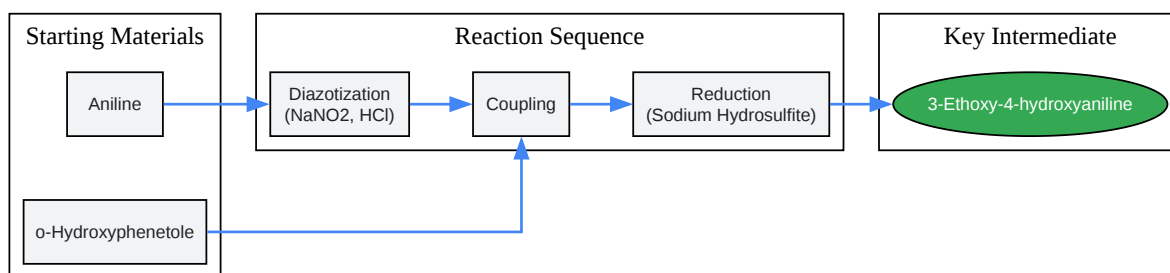 Starting Materials
Aniline
o-Hydroxyphenetole
Reaction Sequence
Diazotization
(NaNO2, HCl)
Coupling
Reduction
(Sodium Hydrosulfite)
Key Intermediate
3-Ethoxy-4-hydroxyaniline